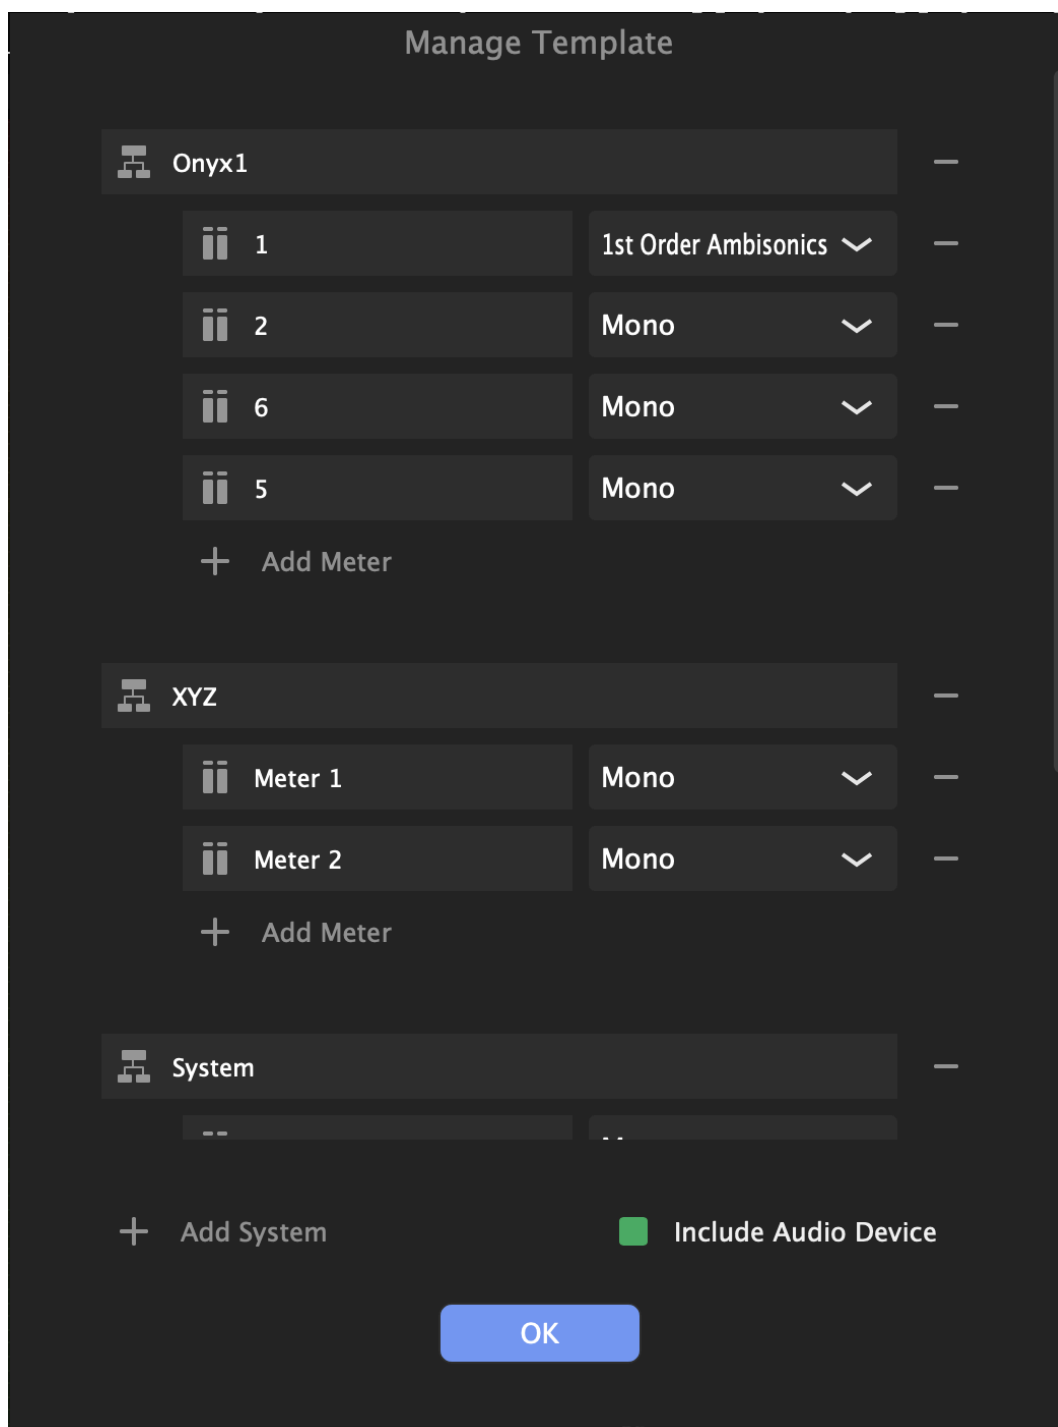 Manage Template
Onyx1
1 1st Order Ambisonics
2 Mono
6 Mono
5 Mono
Add Meter
XYZ
Meter 1 Mono
Meter 2 Mono
Add Meter
System
Add System Include Audio Device
OK